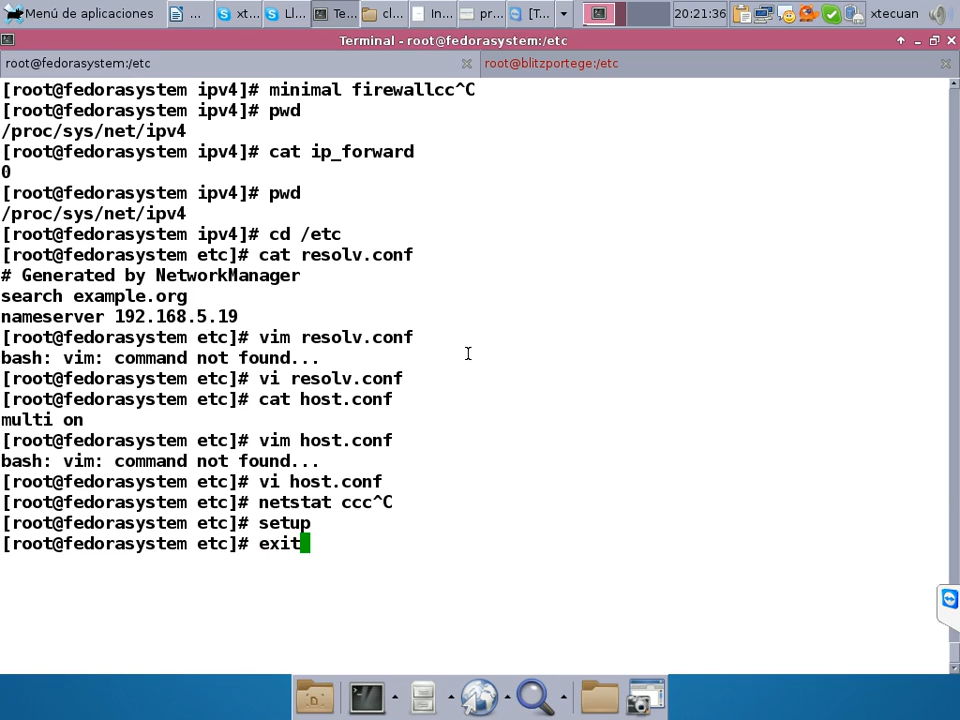 Menú de aplicaciones
...
xt...
Ll...
Te...
cl...
In...
pr...
[T...
20:21:36
xtecuan
Terminal - root@fedorasystem:/etc
root@fedorasystem:/etc
root@blitzportege:/etc
[root@fedorasystem ipv4]# minimal firewallcc^C
[root@fedorasystem ipv4]# pwd
/proc/sys/net/ipv4
[root@fedorasystem ipv4]# cat ip_forward
0
[root@fedorasystem ipv4]# pwd
/proc/sys/net/ipv4
[root@fedorasystem ipv4]# cd /etc
[root@fedorasystem etc]# cat resolv.conf
# Generated by NetworkManager
search example.org
nameserver 192.168.5.19
[root@fedorasystem etc]# vim resolv.conf
bash: vim: command not found...
[root@fedorasystem etc]# vi resolv.conf
[root@fedorasystem etc]# cat host.conf
multi on
[root@fedorasystem etc]# vim host.conf
bash: vim: command not found...
[root@fedorasystem etc]# vi host.conf
[root@fedorasystem etc]# netstat ccc^C
[root@fedorasystem etc]# setup
[root@fedorasystem etc]# exit